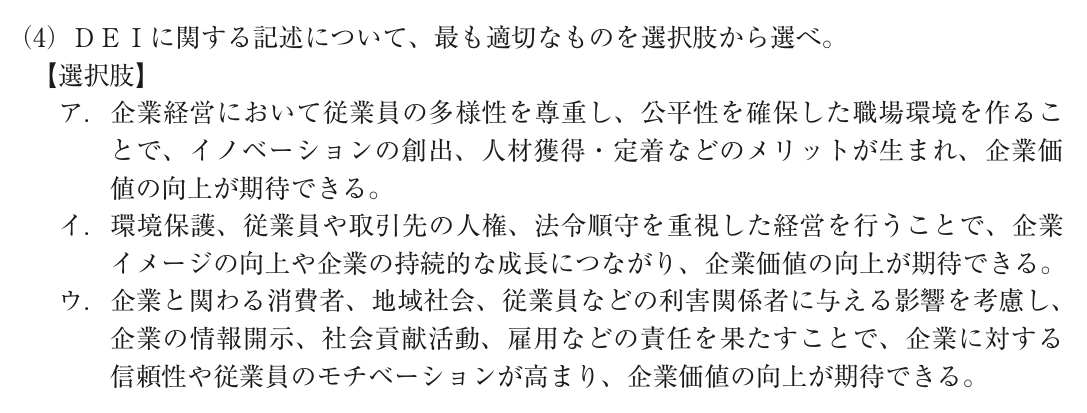 (4) ＤＥＩに関する記述について、最も適切なものを選択肢から選べ。
【選択肢】
ア．企業経営において従業員の多様性を尊重し、公平性を確保した職場環境を作るこ
とで、イノベーションの創出、人材獲得・定着などのメリットが生まれ、企業価
値の向上が期待できる。
イ．環境保護、従業員や取引先の人権、法令順守を重視した経営を行うことで、企業
イメージの向上や企業の持続的な成長につながり、企業価値の向上が期待できる。
ウ．企業と関わる消費者、地域社会、従業員などの利害関係者に与える影響を考慮し、
企業の情報開示、社会貢献活動、雇用などの責任を果たすことで、企業に対する
信頼性や従業員のモチベーションが高まり、企業価値の向上が期待できる。